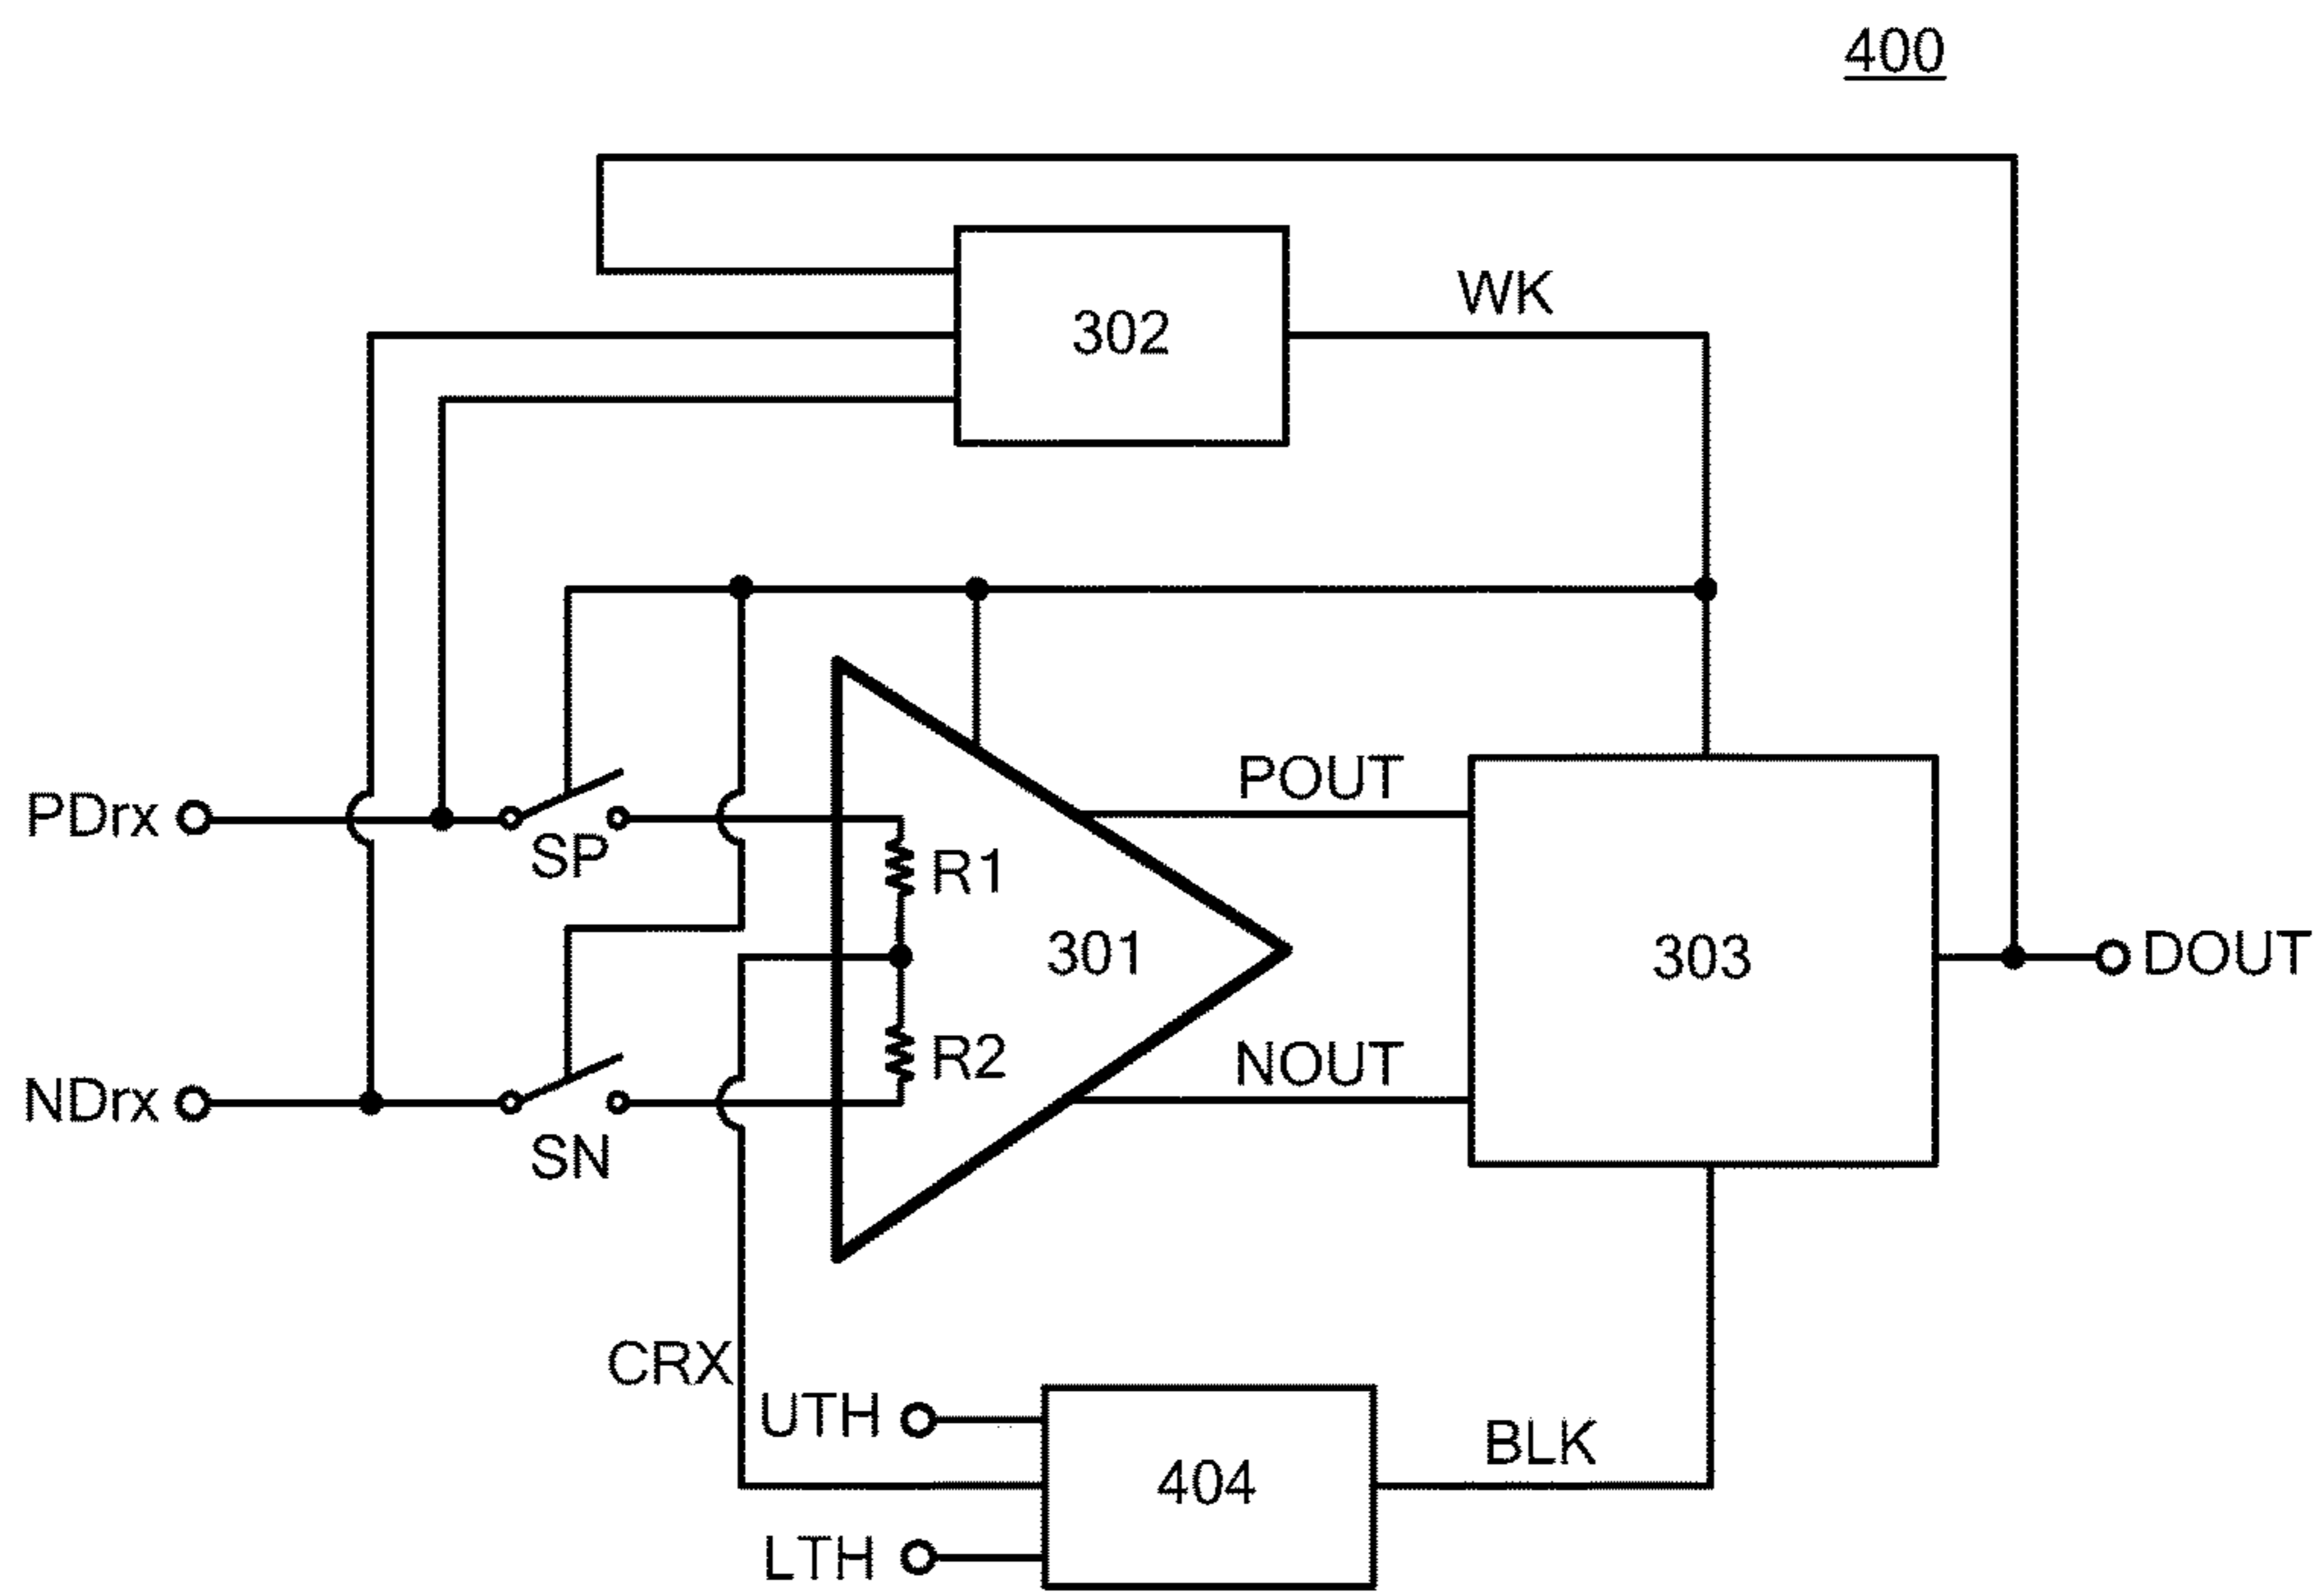 400
302
WK
PDrx
SP
R1
POUT
301
303
DOUT
NDrx
SN
R2
NOUT
CRX
UTH
404
BLK
LTH